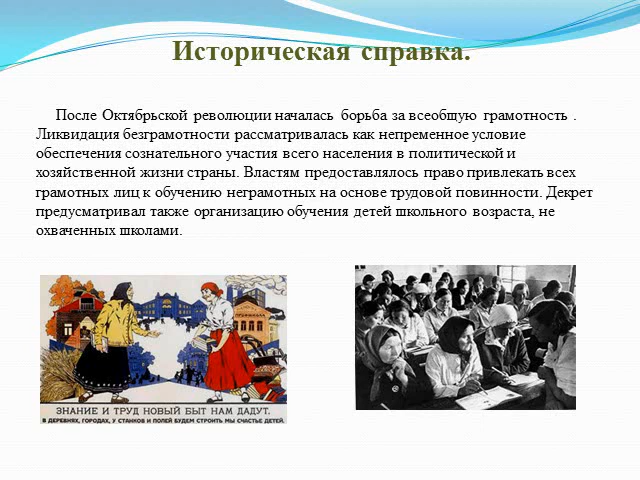 Историческая справка.
После Октябрьской революции началась борьба за всеобщую грамотность .
Ликвидация безграмотности рассматривалась как непременное условие
обеспечения сознательного участия всего населения в политической и
хозяйственной жизни страны. Властям предоставлялось право привлекать всех
грамотных лиц к обучению неграмотных на основе трудовой повинности. Декрет
предусматривал также организацию обучения детей школьного возраста, не
охваченных школами.
ЗНАНИЕ И ТРУД НОВЫЙ БЫТ НАМ ДАДУТ.
В ДЕРЕВНЯХ, ГОРОДАХ, У СТАНКОВ И ПОЛЕЙ БУДЕМ СТРОИТЬ МЫ СЧАСТЬЕ ДЕТЕЙ.